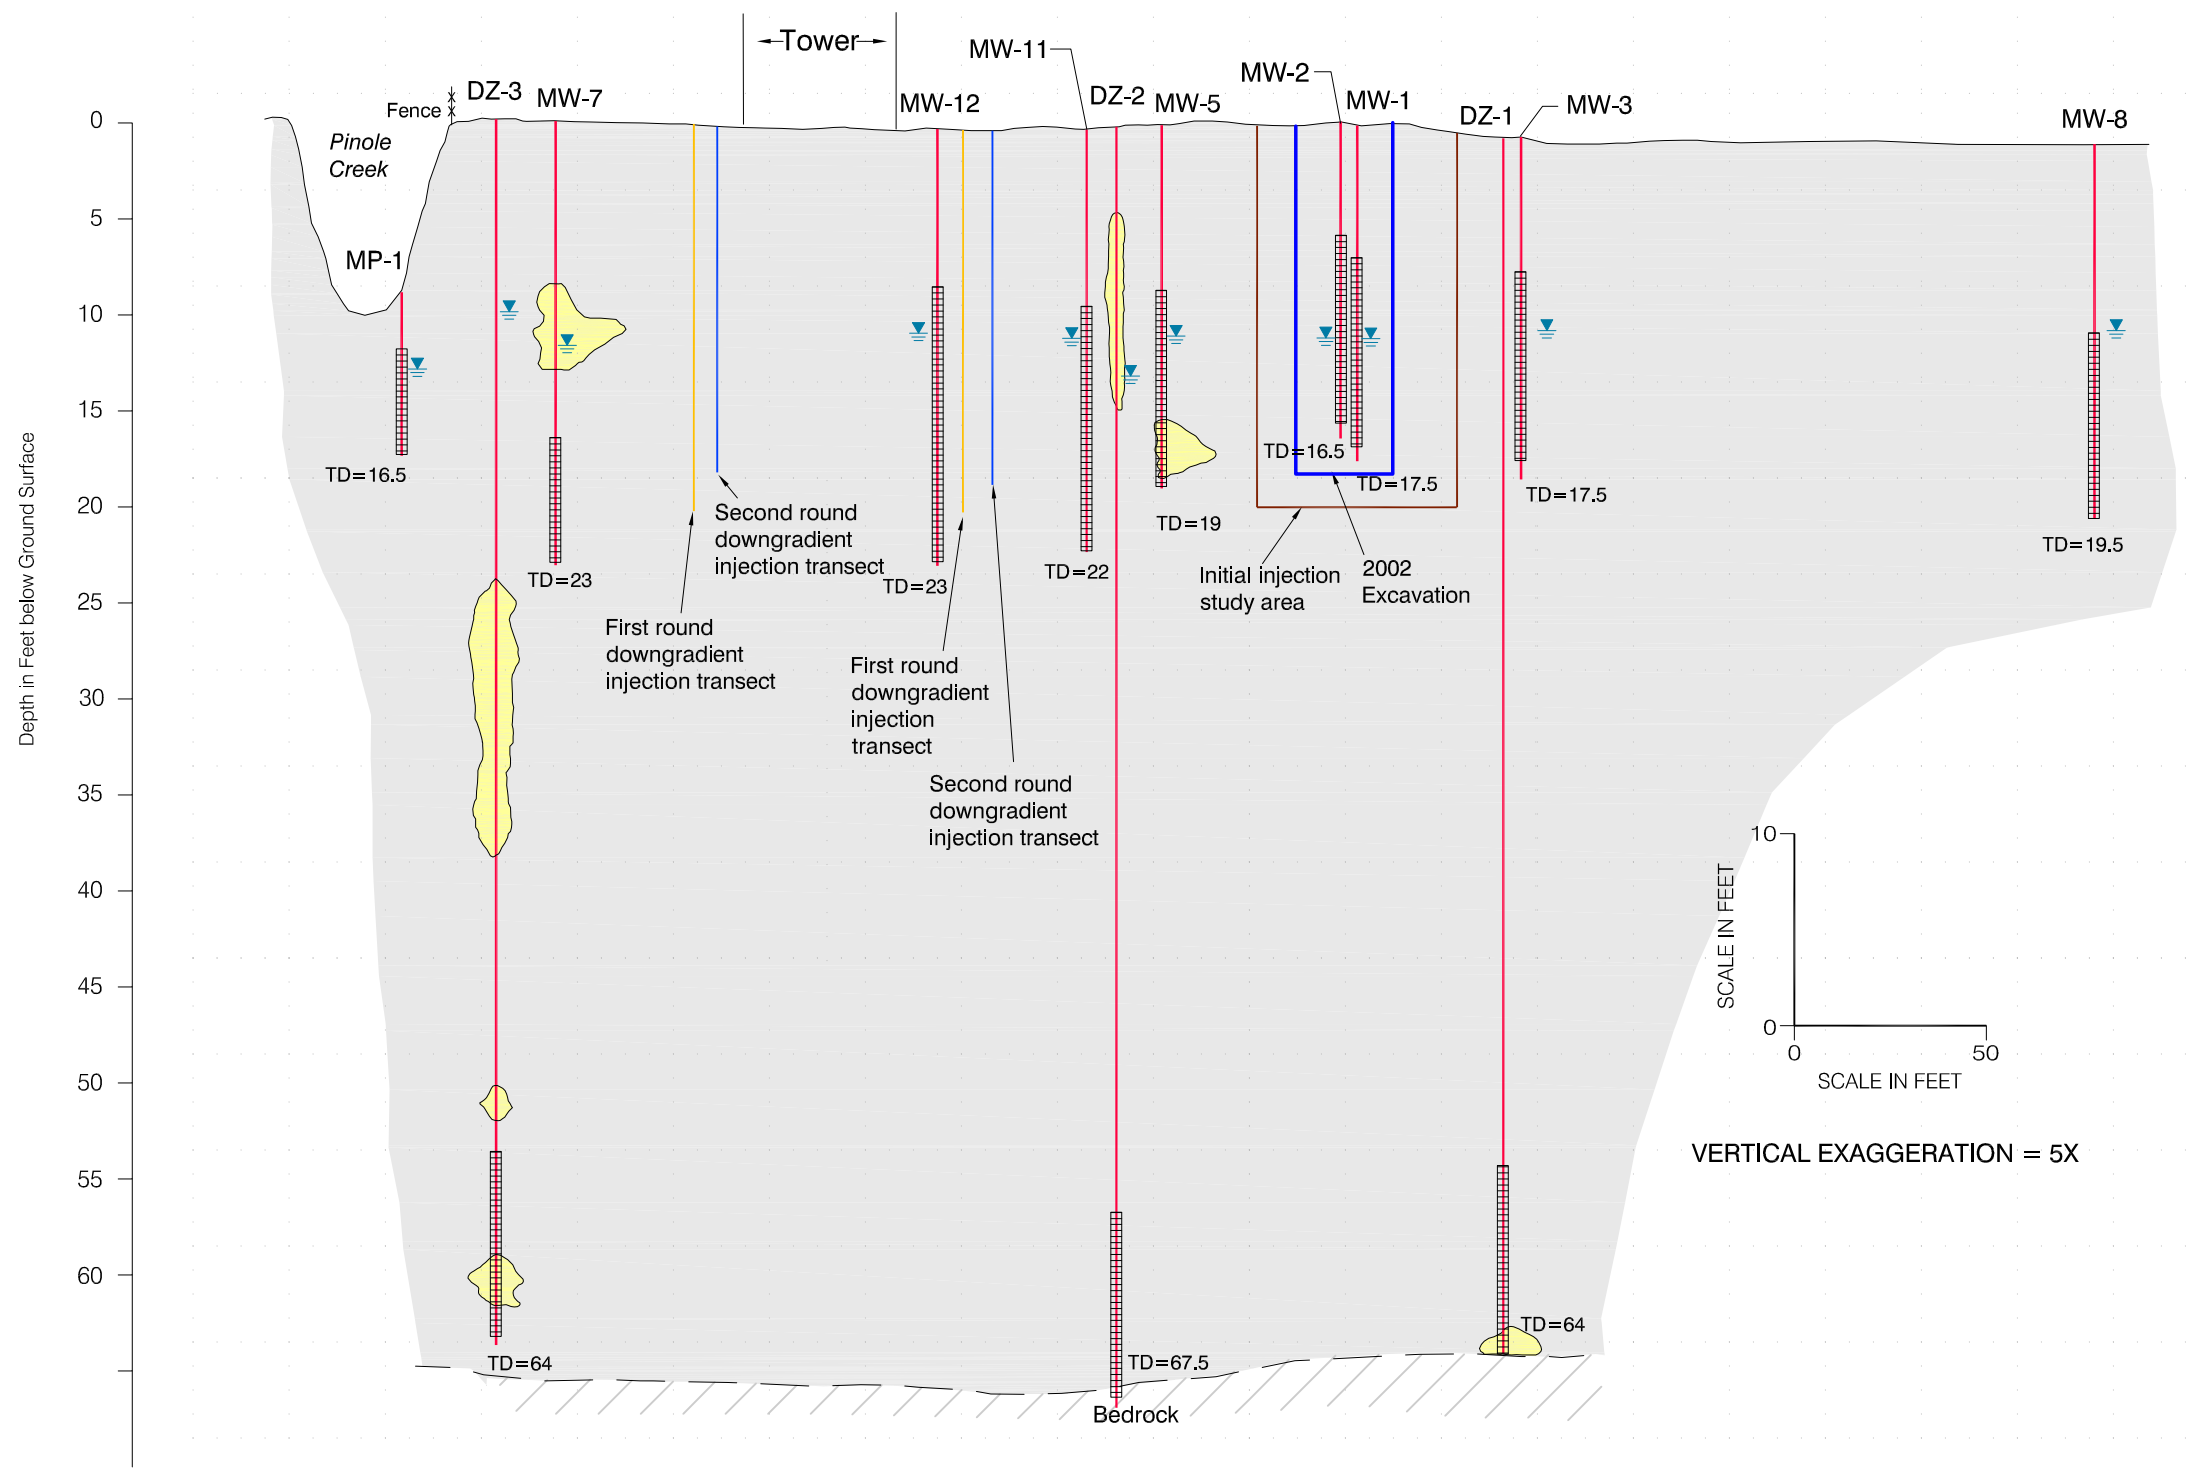 Tower
MW-11
MW-2
DZ-3
MW-7
MW-12
DZ-2
MW-5
MW-1
DZ-1
MW-3
MW-8
Fence
Pinole
Creek
MP-1
0
5
10
15
20
25
30
35
40
45
50
55
60
Depth in Feet below Ground Surface
TD=16.5
TD=23
Second round
downgradient
injection transect
First round
downgradient
injection transect
TD=23
First round
downgradient
injection
transect
Second round
downgradient
injection transect
TD=22
TD=19
TD=16.5
TD=17.5
TD=17.5
TD=19.5
Initial injection
study area
2002
Excavation
10
0
SCALE IN FEET
0
50
SCALE IN FEET
VERTICAL EXAGGERATION = 5X
TD=64
TD=67.5
TD=64
Bedrock